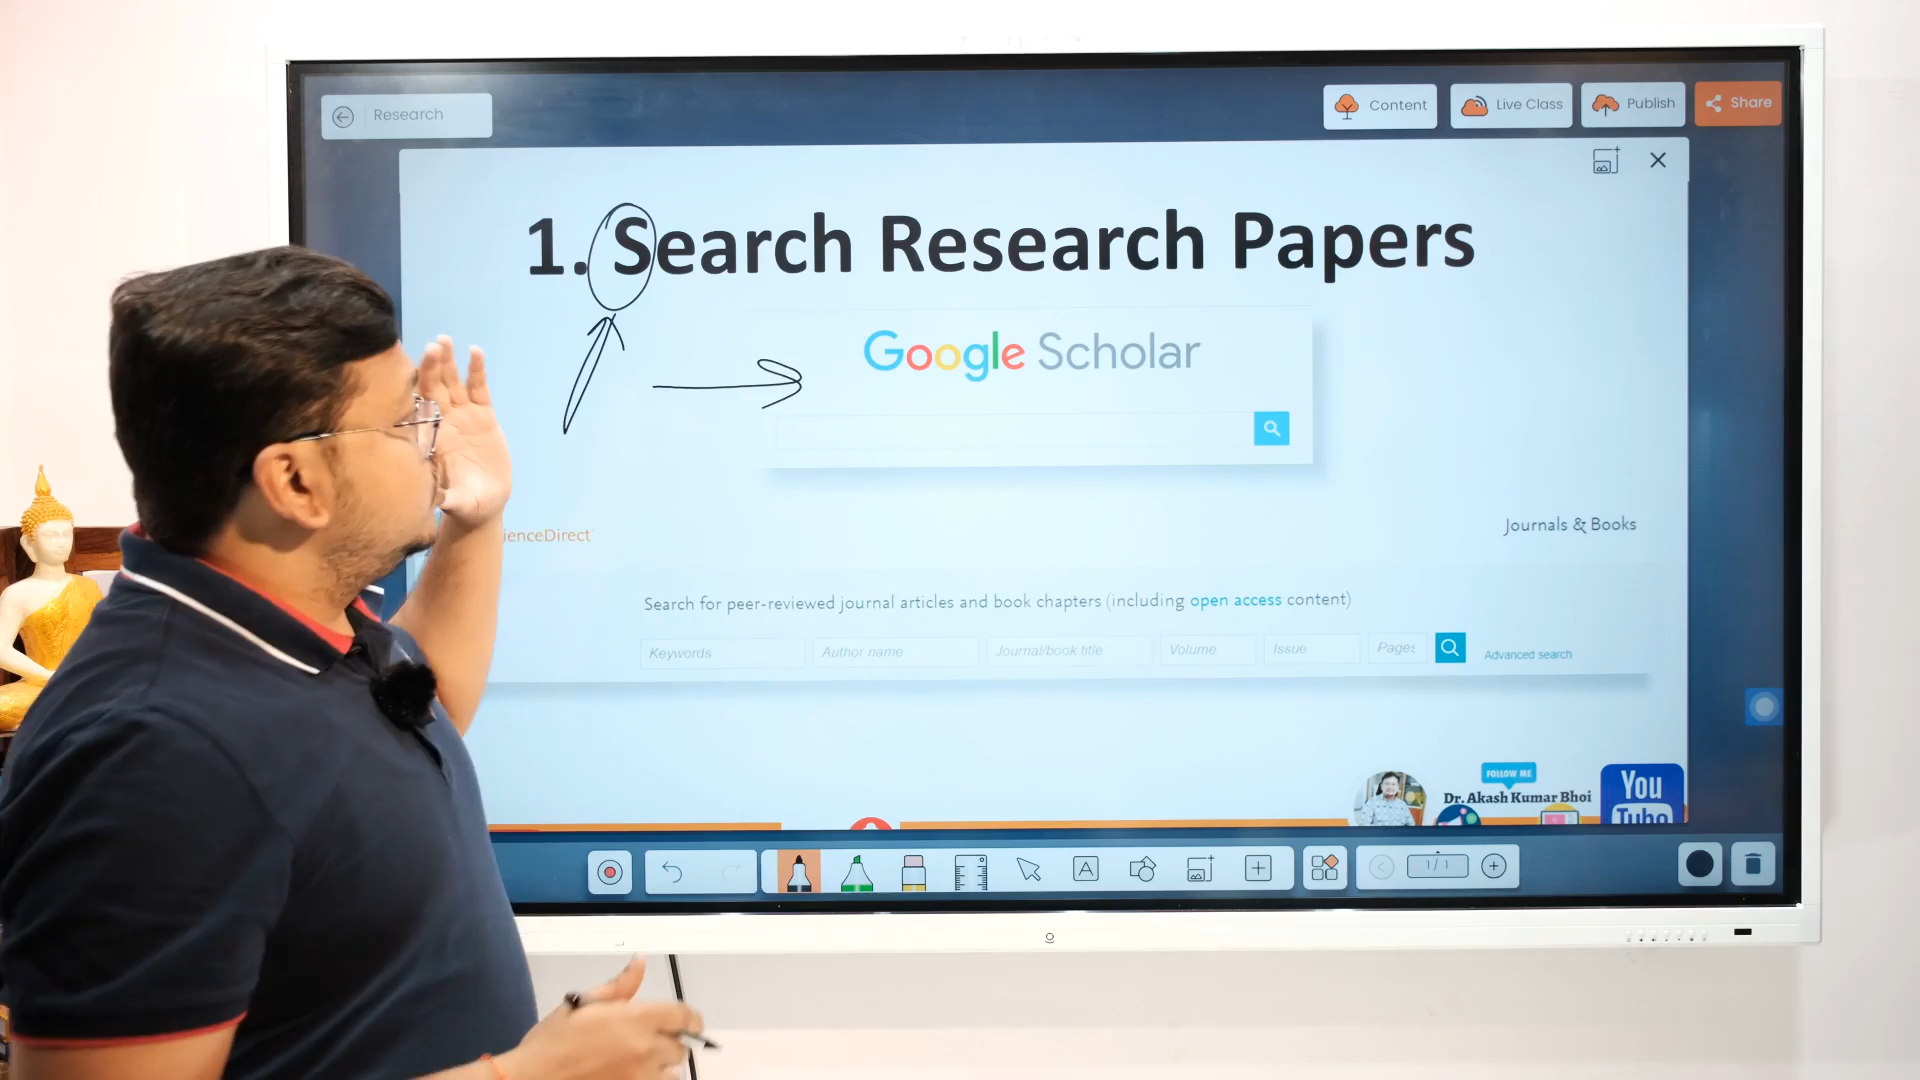 Research
Content
Live Class
Publish
Share
1. Search Research Papers
Google Scholar
ienceDirect
Journals & Books
Search for peer-reviewed journal articles and book chapters (including open access content)
Keywords
Author name
Journal/book title
Volume
Issue
Pages
Advanced search
FOLLOW ME
Dr. Akash Kumar Bhoi
You
Tube
A
1 / 1